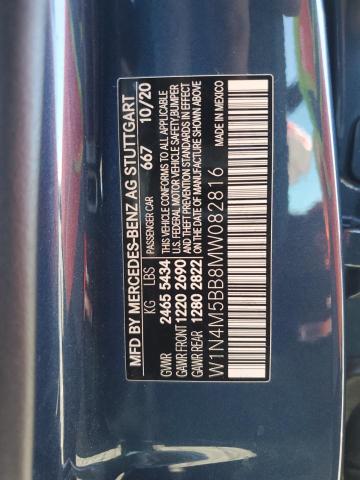 MFD BY MERCEDES-BENZ AG STUTTGART
PASSENGER CAR 667 10/20
KG LBS
GVWR 2465 5434
GAWR FRONT 1220 2690
GAWR REAR 1280 2822
THIS VEHICLE CONFORMS TO ALL APPLICABLE
U.S. FEDERAL MOTOR VEHICLE SAFETY,BUMPER
AND THEFT PREVENTION STANDARDS IN EFFECT
ON THE DATE OF MANUFACTURE SHOWN ABOVE
W1N4M5BB8MW082816
MADE IN MEXICO